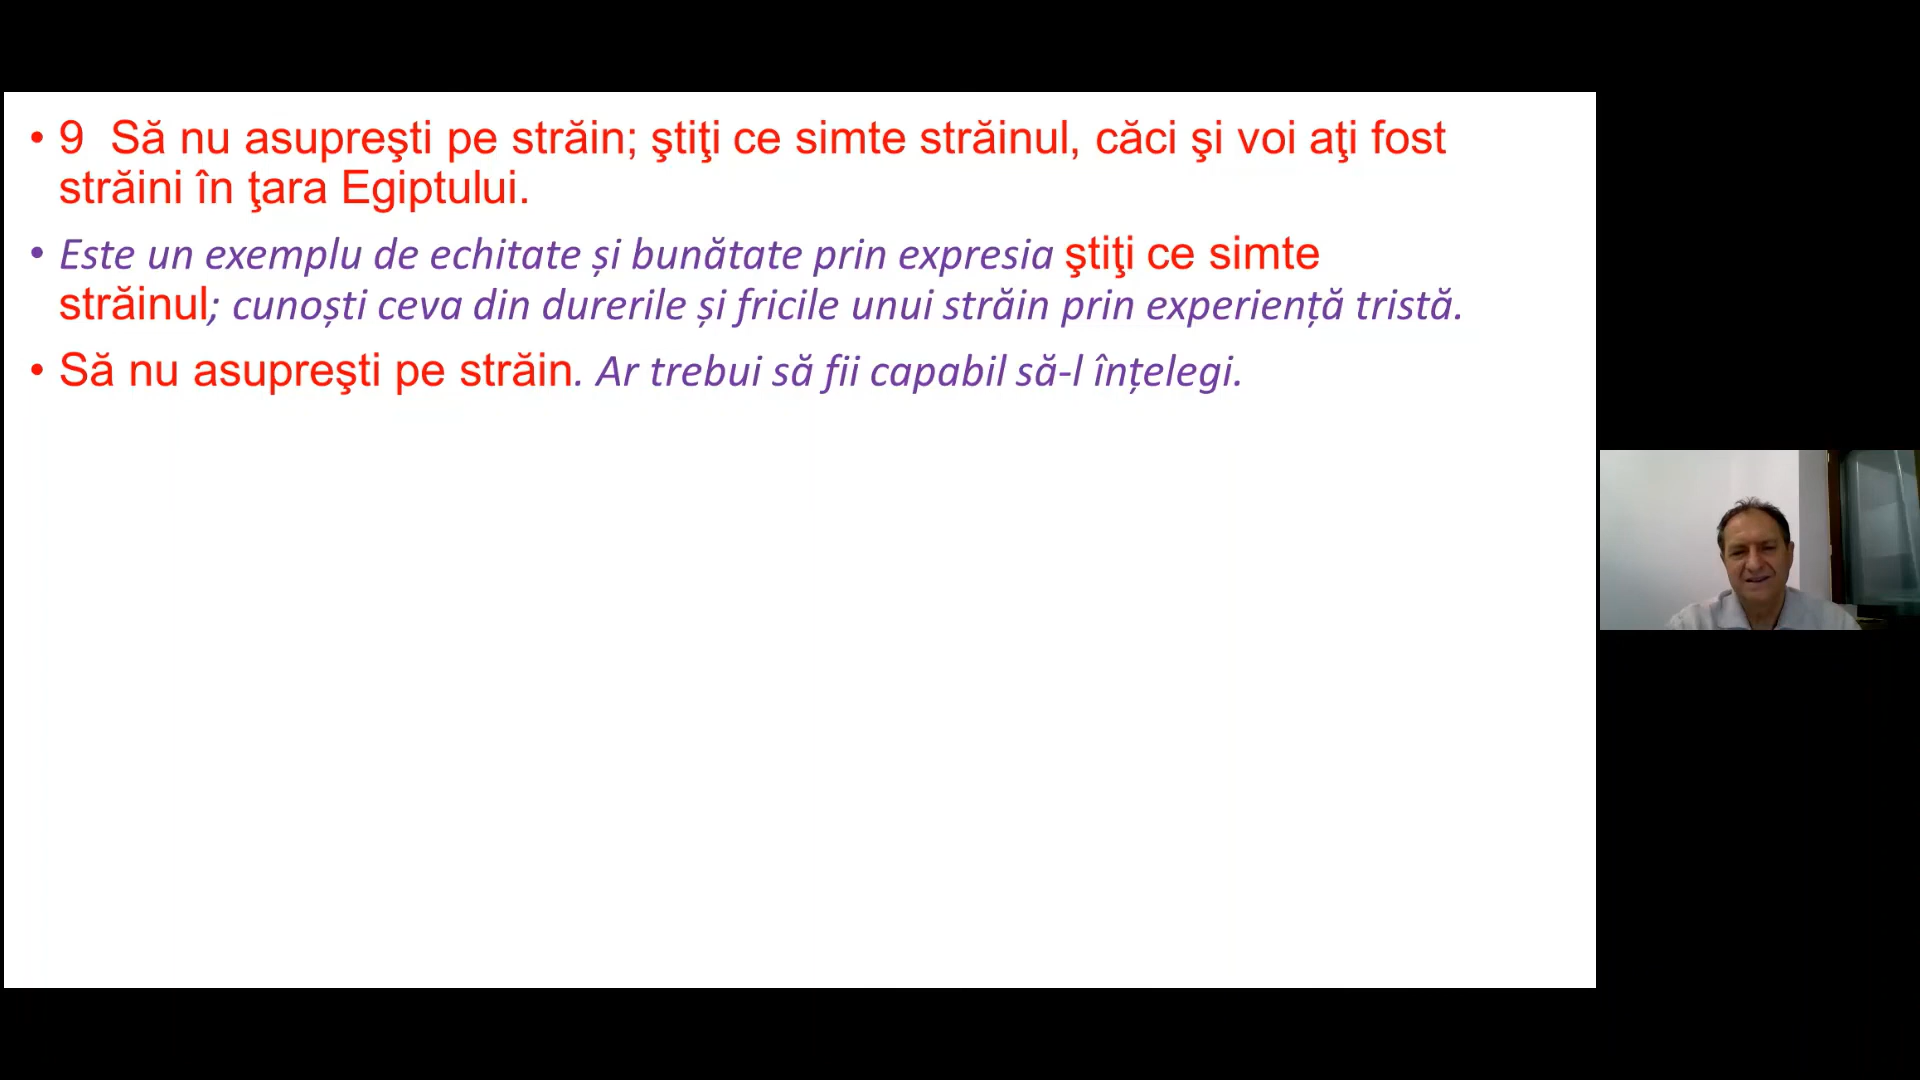 • 9  Să nu asupreşti pe străin; ştiţi ce simte străinul, căci şi voi aţi fost
străini în ţara Egiptului.
• Este un exemplu de echitate și bunătate prin expresia ştiţi ce simte
străinul; cunoști ceva din durerile și fricile unui străin prin experiență tristă.
• Să nu asupreşti pe străin. Ar trebui să fii capabil să-l înțelegi.